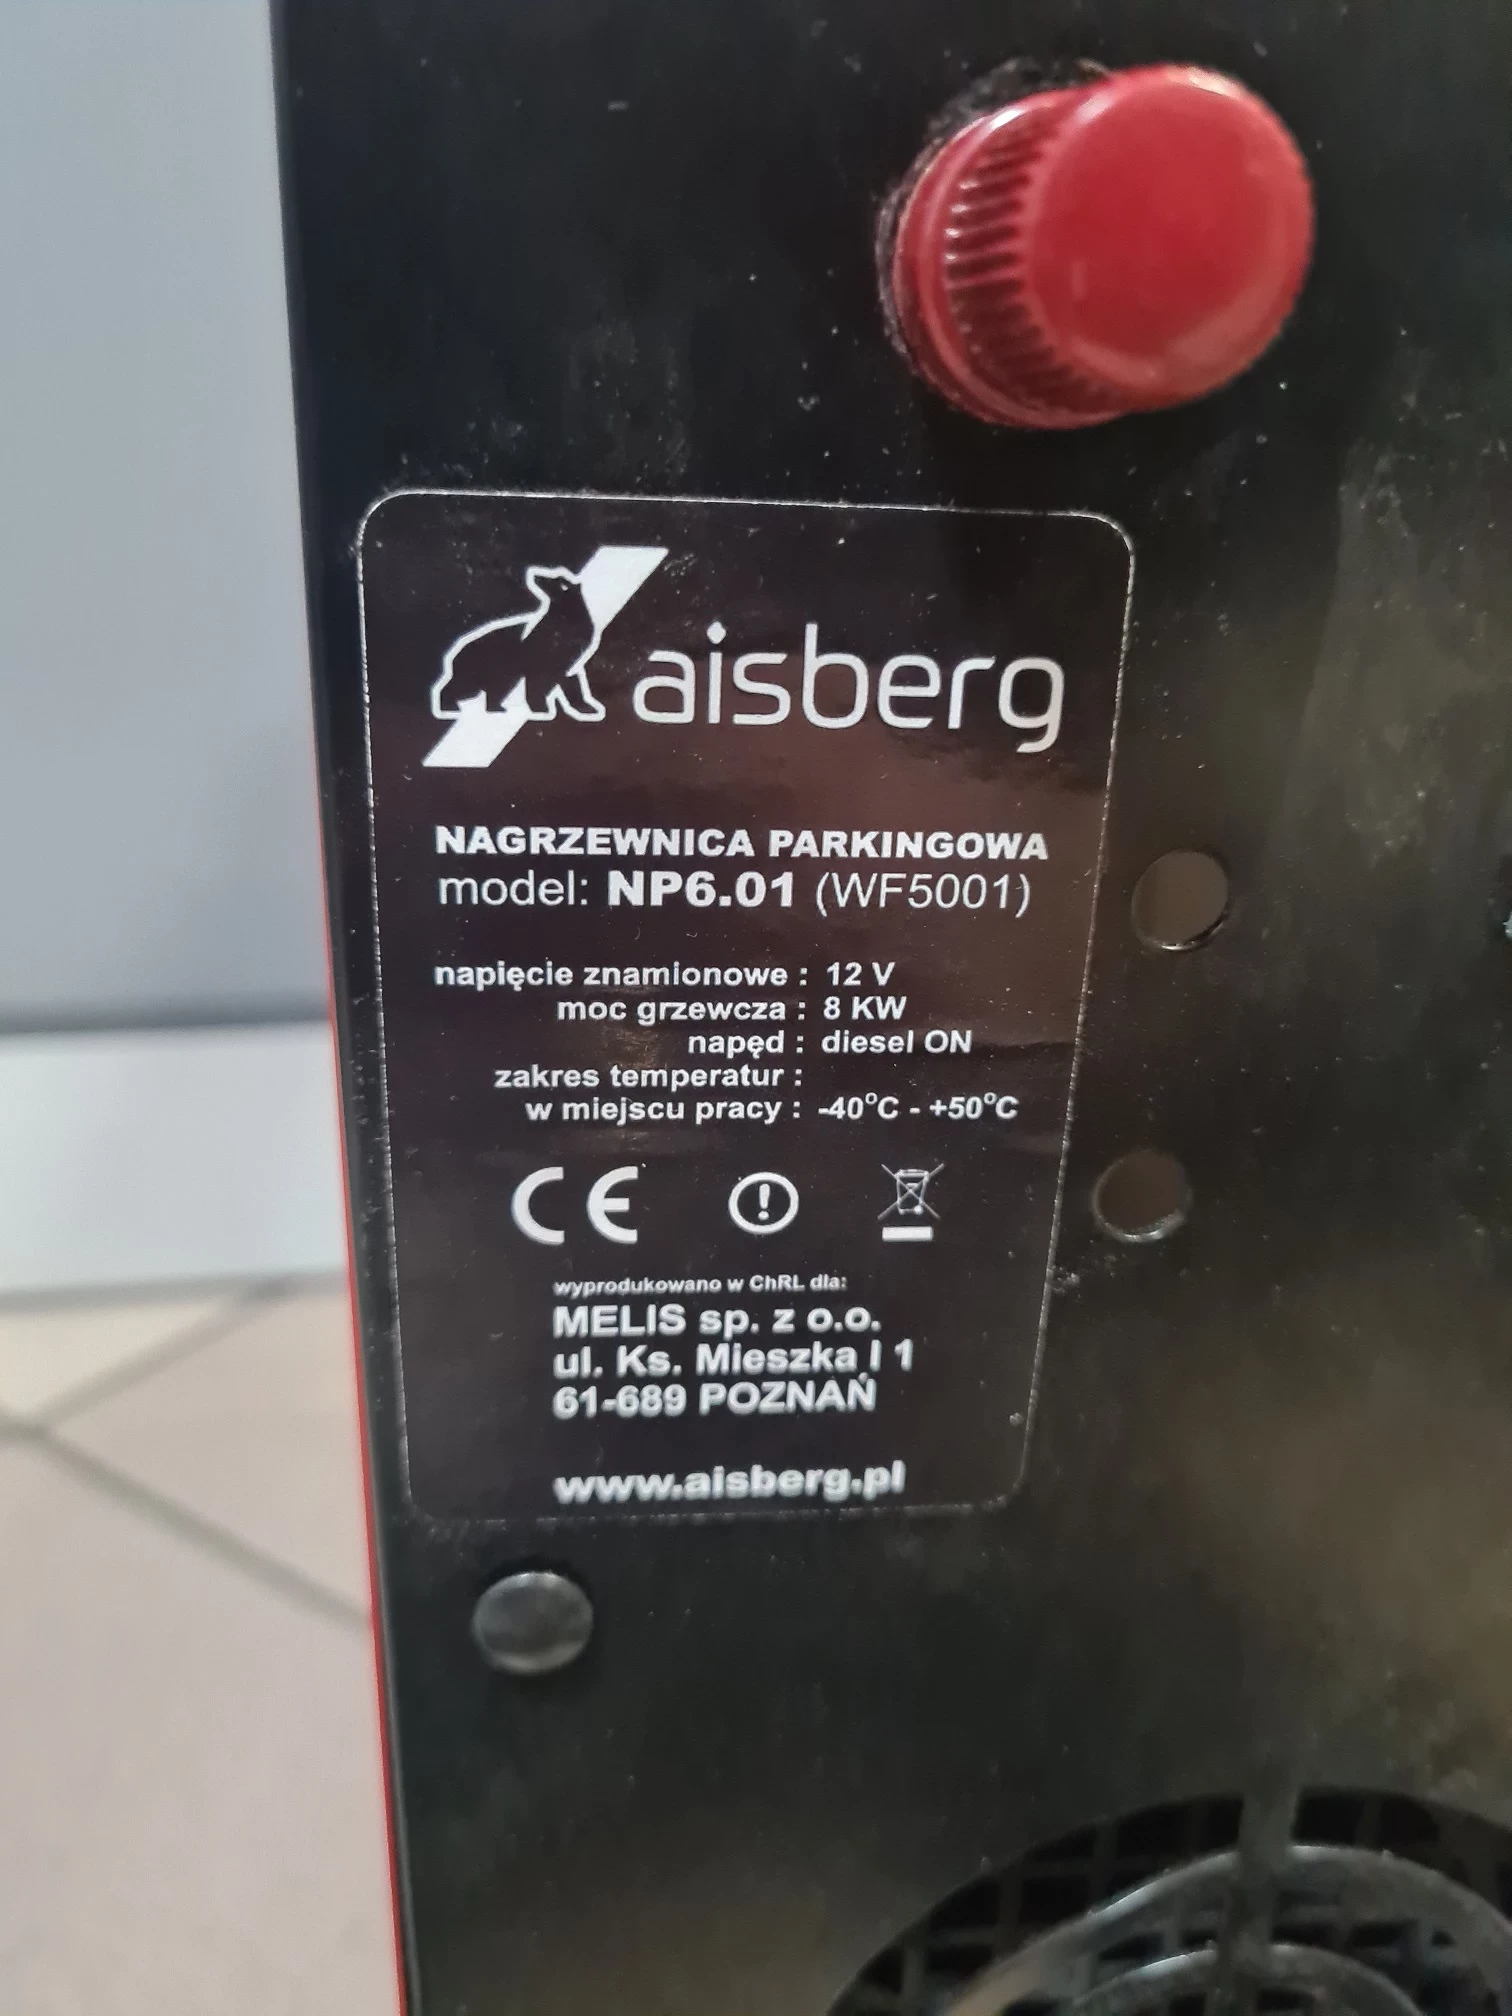 aisberg
NAGRZEWNICA PARKINGOWA
model: NP6.01 (WF5001)
napięcie znamionowe : 12 V
moc grzewcza : 8 KW
napęd : diesel ON
zakres temperatur :
w miejscu pracy : -40°C - +50°C
CE
wyprodukowano w ChRL dla:
MELIS sp. z o.o.
ul. Ks. Mieszka I 1
61-689 POZNAŃ
www.aisberg.pl